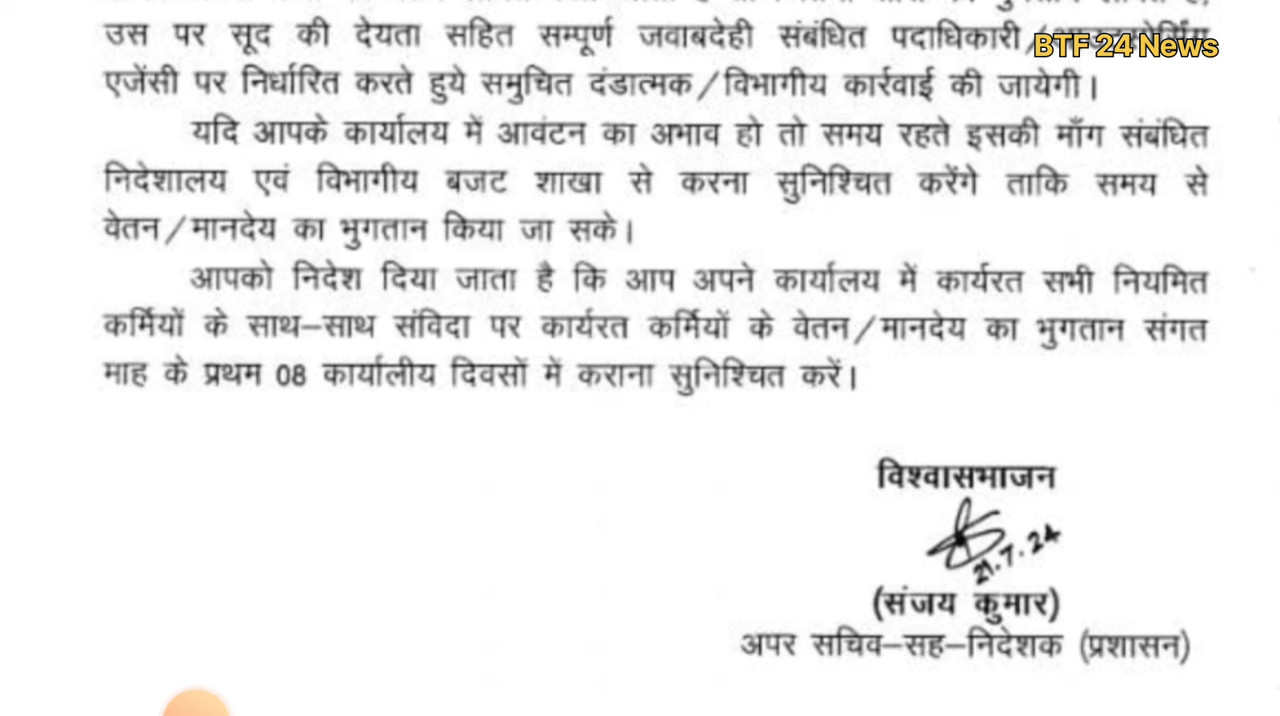 उस पर सूद की देयता सहित सम्पूर्ण जवाबदेही संबंधित पदाधिकारी/
BTF 24 News
एजेंसी पर निर्धारित करते हुये समुचित दंडात्मक/विभागीय कार्रवाई की जायेगी।
यदि आपके कार्यालय में आवंटन का अभाव हो तो समय रहते इसकी माँग संबंधित
निदेशालय एवं विभागीय बजट शाखा से करना सुनिश्चित करेंगे ताकि समय से
वेतन/मानदेय का भुगतान किया जा सके।
आपको निदेश दिया जाता है कि आप अपने कार्यालय में कार्यरत सभी नियमित
कर्मियों के साथ–साथ संविदा पर कार्यरत कर्मियों के वेतन/मानदेय का भुगतान संगत
माह के प्रथम 08 कार्यालीय दिवसों में कराना सुनिश्चित करें।
विश्वासभाजन
21.7.24
(संजय कुमार)
अपर सचिव–सह–निदेशक (प्रशासन)